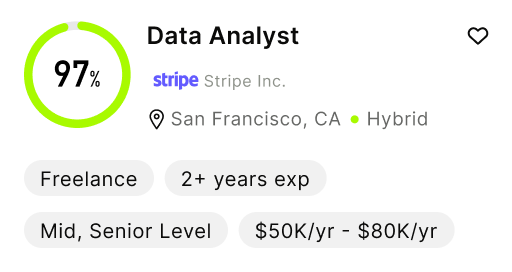 Data Analyst
97%
stripe Stripe Inc.
San Francisco, CA • Hybrid
Freelance
2+ years exp
Mid, Senior Level
$50K/yr - $80K/yr